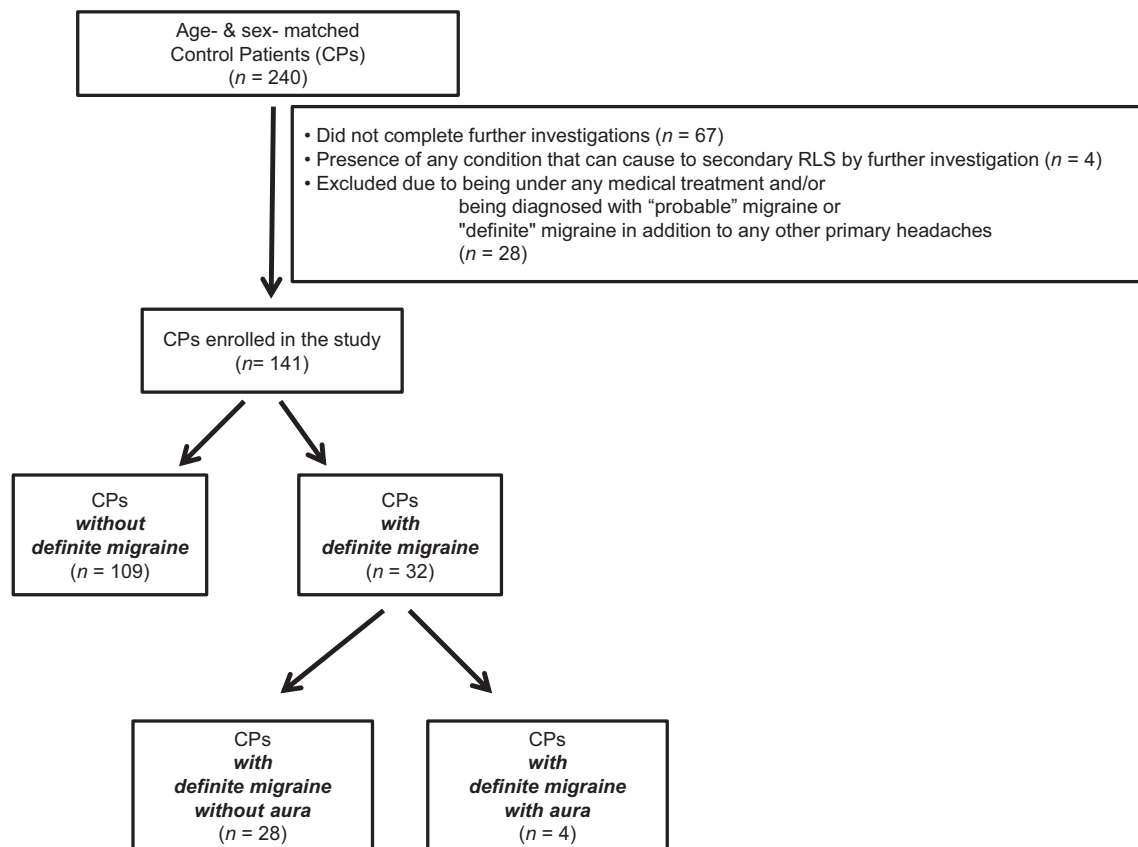 Age- & sex- matched
Control Patients (CPs)
(n = 240)
• Did not complete further investigations (n = 67)
• Presence of any condition that can cause to secondary RLS by further investigation (n = 4)
• Excluded due to being under any medical treatment and/or
being diagnosed with “probable” migraine or
"definite" migraine in addition to any other primary headaches
(n = 28)
CPs enrolled in the study
(n= 141)
CPs
without
definite migraine
(n = 109)
CPs
with
definite migraine
(n = 32)
CPs
with
definite migraine
without aura
(n = 28)
CPs
with
definite migraine
with aura
(n = 4)